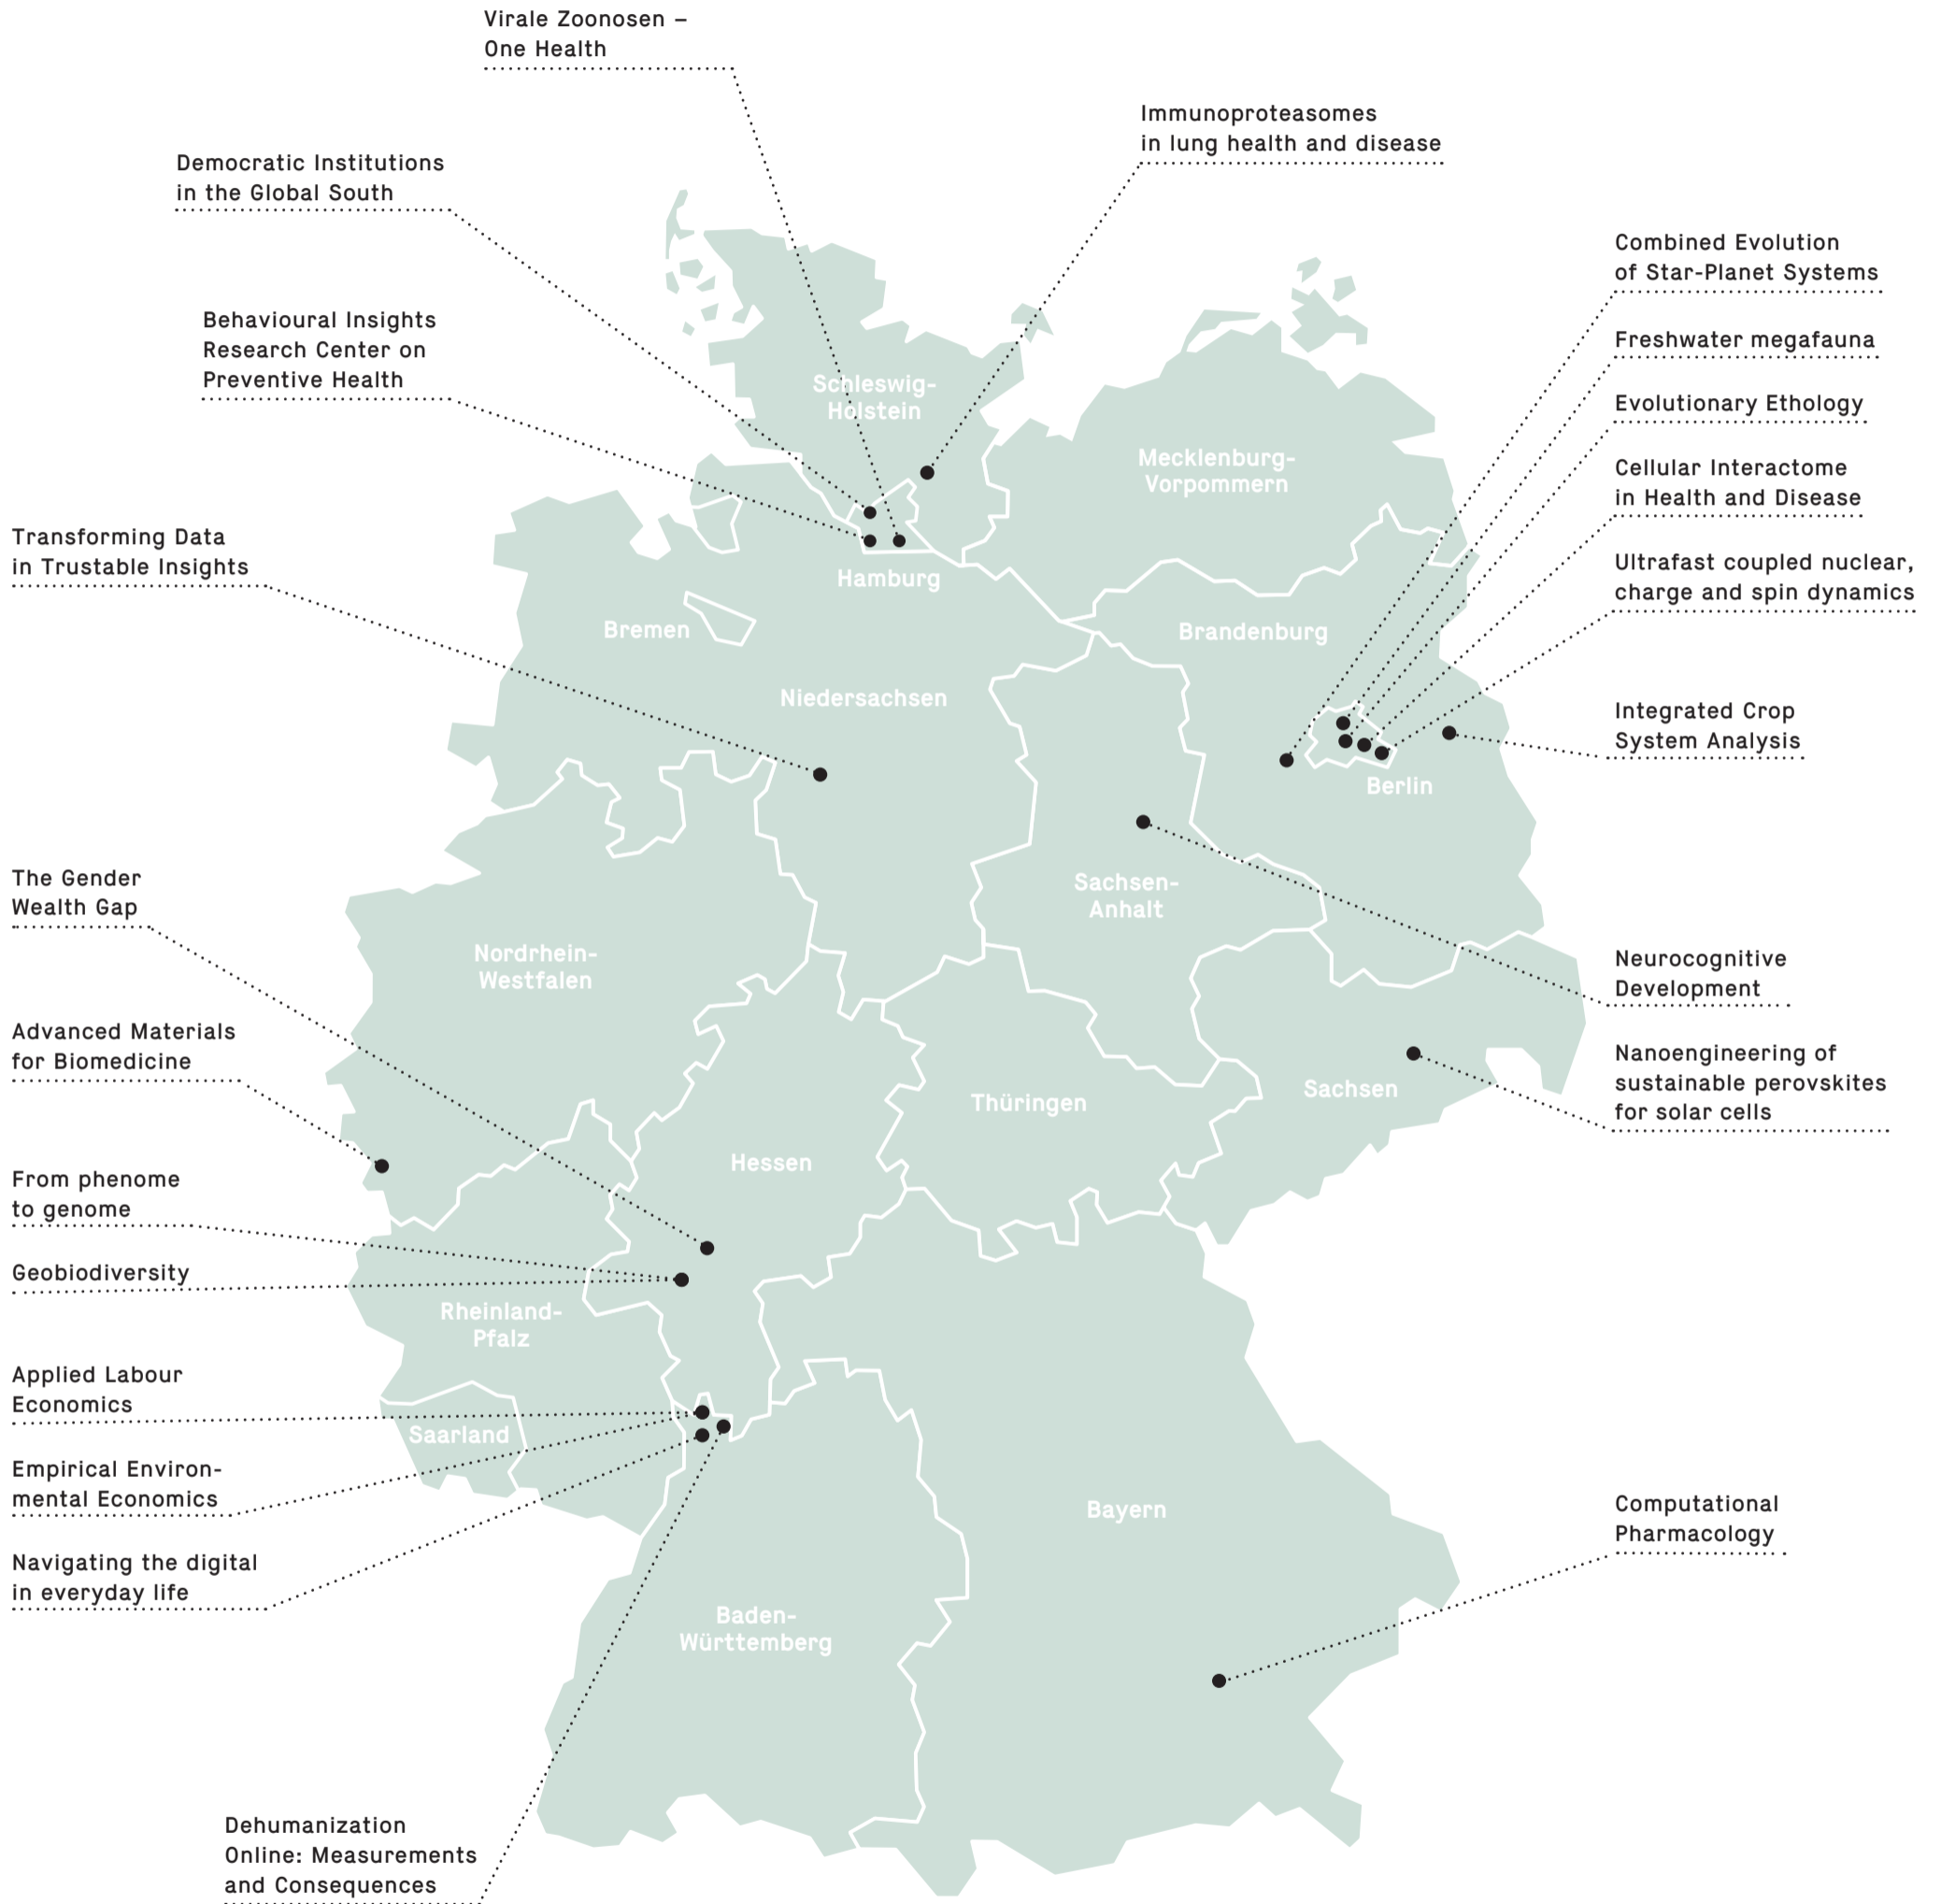 Virale Zoonosen –
One Health
Immunoproteasomes
in lung health and disease
Democratic Institutions
in the Global South
Combined Evolution
of Star-Planet Systems
Behavioural Insights
Research Center on
Preventive Health
Freshwater megafauna
Evolutionary Ethology
Schleswig-
Holstein
Mecklenburg-
Vorpommern
Cellular Interactome
in Health and Disease
Transforming Data
in Trustable Insights
Hamburg
Ultrafast coupled nuclear,
charge and spin dynamics
Bremen
Brandenburg
Niedersachsen
Integrated Crop
System Analysis
Berlin
The Gender
Wealth Gap
Sachsen-
Anhalt
Nordrhein-
Westfalen
Neurocognitive
Development
Advanced Materials
for Biomedicine
Nanoengineering of
sustainable perovskites
for solar cells
Sachsen
Thüringen
Hessen
From phenome
to genome
Geobiodiversity
Rheinland-
Pfalz
Applied Labour
Economics
Saarland
Empirical Environ-
mental Economics
Bayern
Computational
Pharmacology
Navigating the digital
in everyday life
Baden-
Württemberg
Dehumanization
Online: Measurements
and Consequences